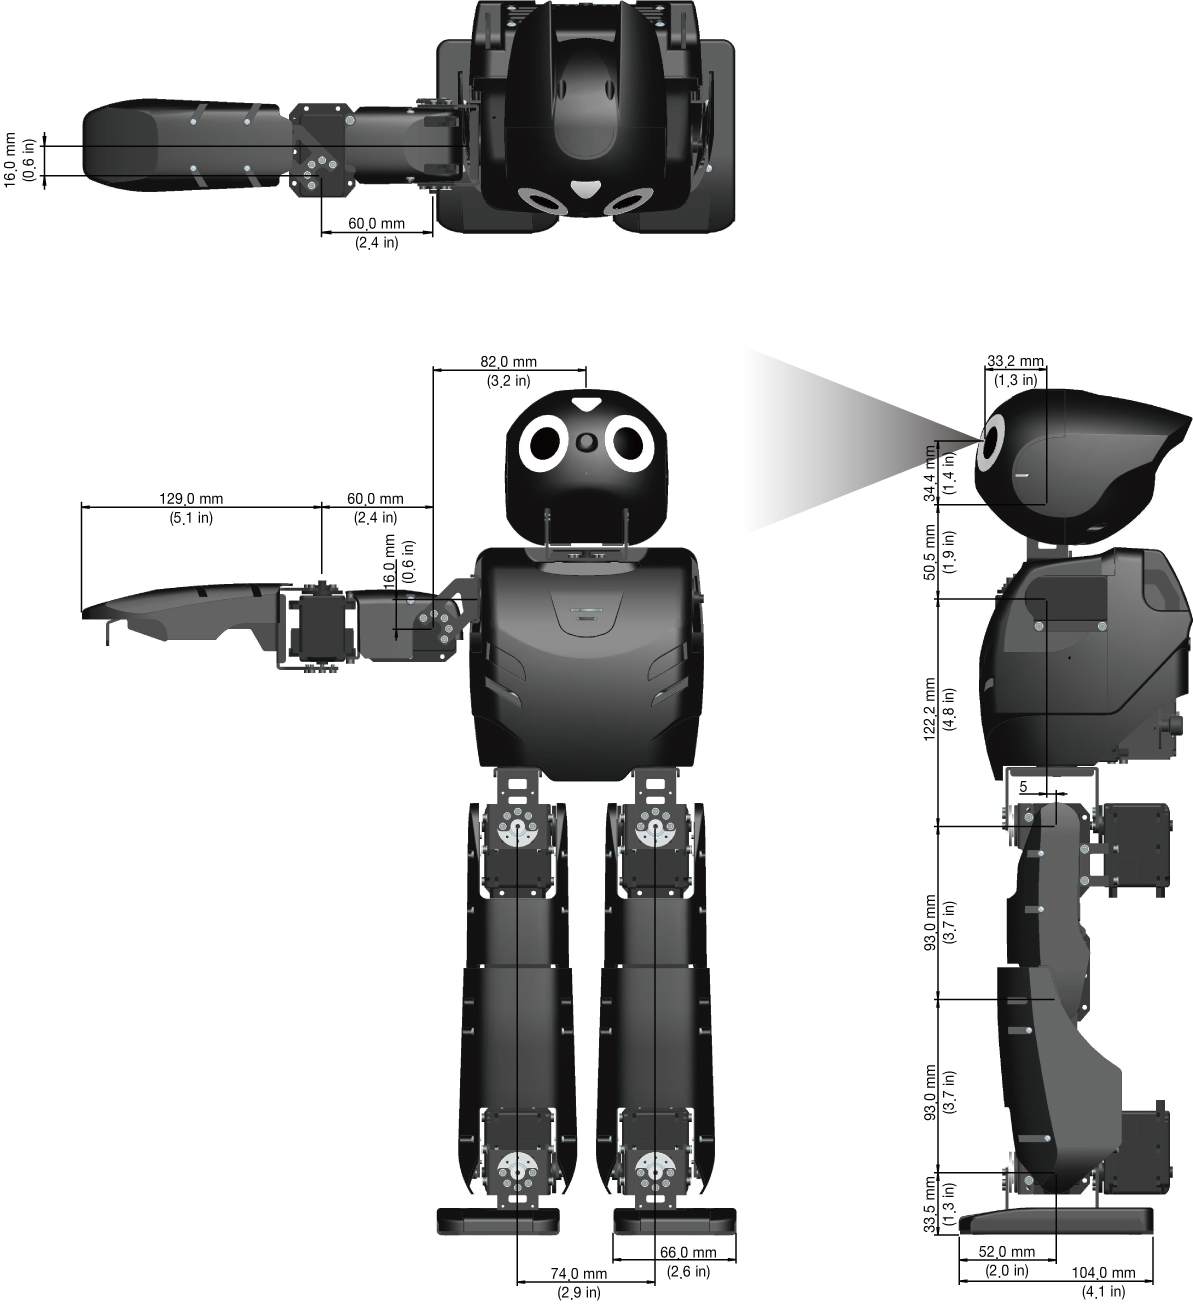 16.0 mm
(0.6 in)
60.0 mm
(2.4 in)
82.0 mm
(3.2 in)
33.2 mm
(1.3 in)
34.4 mm
(1.4 in)
129.0 mm
(5.1 in)
60.0 mm
(2.4 in)
16.0 mm
(0.6 in)
50.5 mm
(1.9 in)
122.2 mm
(4.8 in)
5
93.0 mm
(3.7 in)
93.0 mm
(3.7 in)
33.5 mm
(1.3 in)
66.0 mm
(2.6 in)
74.0 mm
(2.9 in)
52.0 mm
(2.0 in)
104.0 mm
(4.1 in)